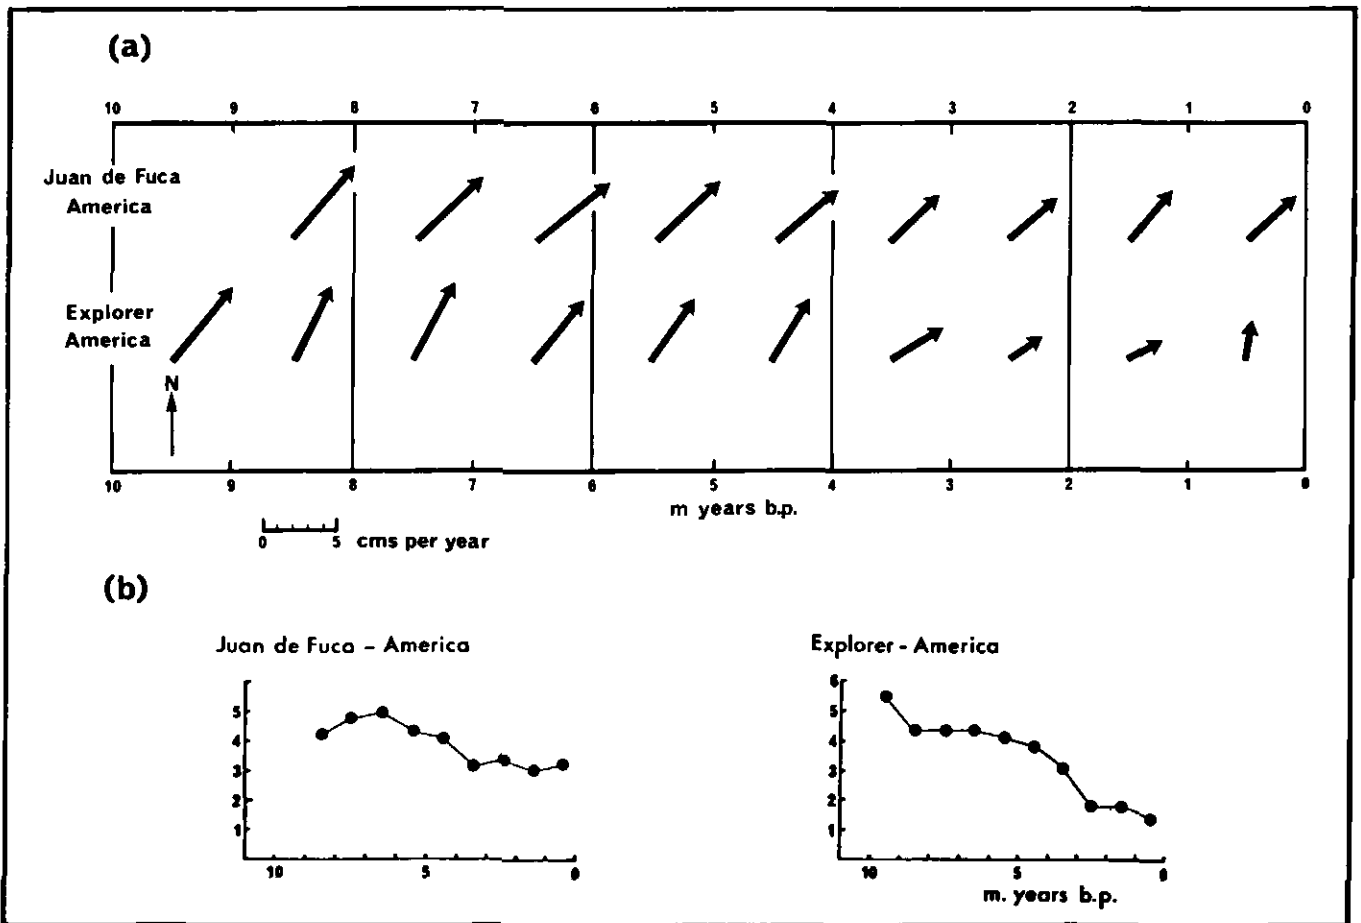 (a)
10 9 8 7 6 5 4 3 2 1 0
Juan de Fuca
America
Explorer
America
N
10 9 8 7 6 5 4 3 2 1 0
m years b.p.
0 5 cms per year
(b)
Juan de Fuca – America
5
4
3
2
1
10 5 0
Explorer - America
6
5
4
3
2
1
10 5 0
m. years b.p.